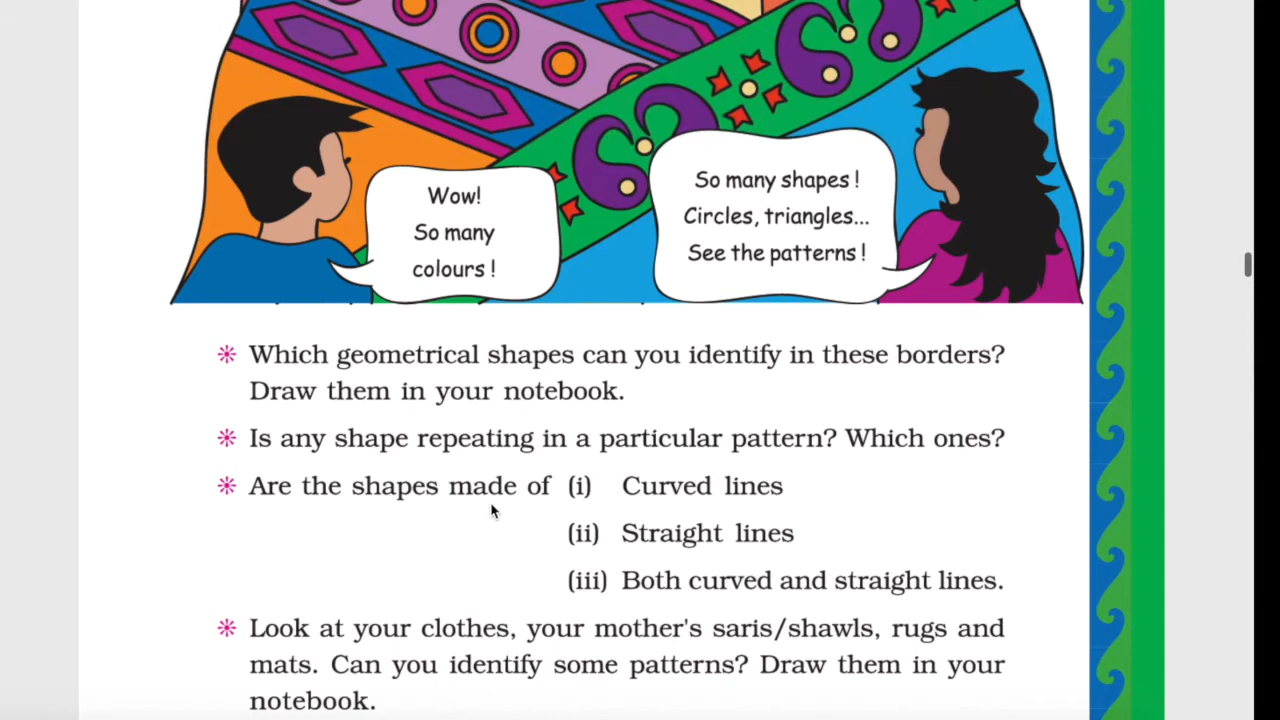 Wow!
So many
colours !
So many shapes !
Circles, triangles...
See the patterns !
Which geometrical shapes can you identify in these borders?
Draw them in your notebook.
Is any shape repeating in a particular pattern? Which ones?
Are the shapes made of (i) Curved lines
(ii) Straight lines
(iii) Both curved and straight lines.
Look at your clothes, your mother's saris/shawls, rugs and
mats. Can you identify some patterns? Draw them in your
notebook.